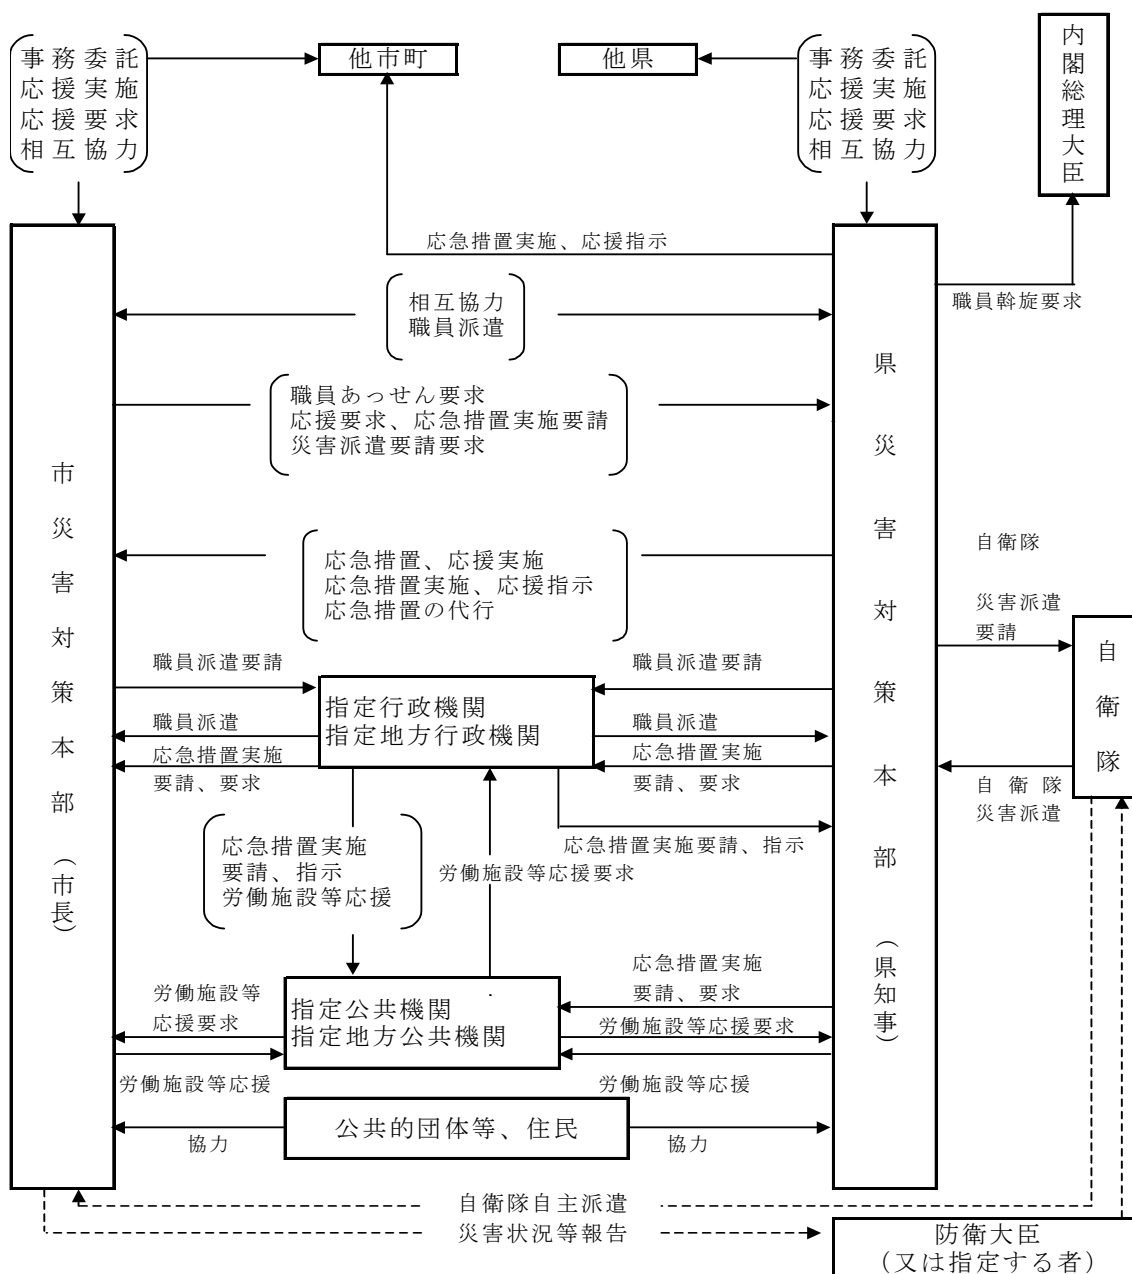 事務委託
応援実施
応援要求
相互協力
他市町
他県
事務委託
応援実施
応援要求
相互協力
内閣総理大臣
応急措置実施、応援指示
職員斡旋要求
相互協力
職員派遣
職員あっせん要求
応援要求、応急措置実施要請
災害派遣要請要求
市災害対策本部(市長)
県災害対策本部(県知事)
応急措置、応援実施
応急措置実施、応援指示
応急措置の代行
自衛隊
災害派遣
要請
自衛隊
職員派遣要請
職員派遣要請
指定行政機関
指定地方行政機関
職員派遣
職員派遣
応急措置実施
要請、要求
応急措置実施
要請、要求
自衛隊
災害派遣
応急措置実施
要請、指示
労働施設等応援
応急措置実施要請、指示
労働施設等応援要求
労働施設等
応援要求
指定公共機関
指定地方公共機関
応急措置実施
要請、要求
労働施設等応援要求
労働施設等応援
労働施設等応援
公共的団体等、住民
協力
協力
自衛隊自主派遣
災害状況等報告
防衛大臣
(又は指定する者)